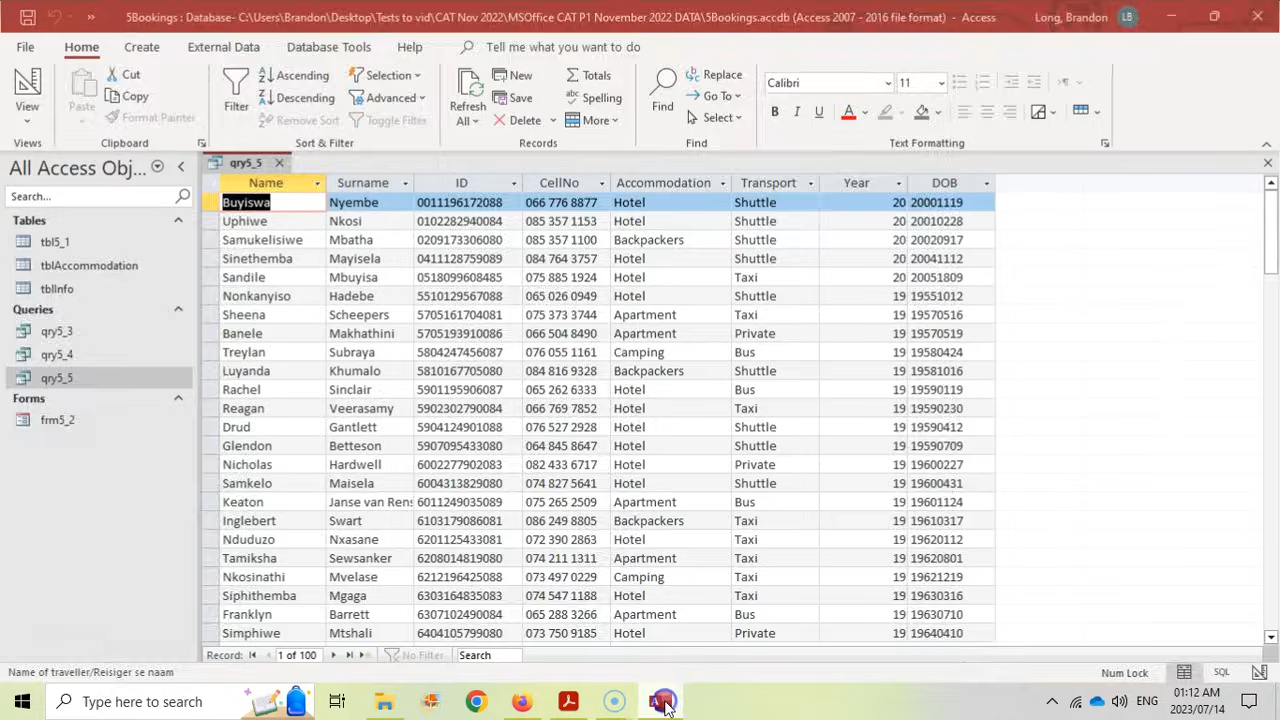 5Bookings : Database- C:\Users\Brandon\Desktop\Tests to vid\CAT Nov 2022\MSOffice CAT P1 November 2022 DATA\5Bookings.accdb (Access 2007 - 2016 file format) - Access Long, Brandon LB
File Home Create External Data Database Tools Help Tell me what you want to do
View Paste Cut Copy Format Painter Filter Ascending Descending Remove Sort Selection Advanced Toggle Filter Refresh All New Save Delete Totals Spelling More Find Replace Go To Select Calibri 11 B I U A
Views Clipboard Sort & Filter Records Find Text Formatting
All Access Obj... qry5_5
Search...
Tables
tbl5_1
tblAccommodation
tblInfo
Queries
qry5_3
qry5_4
qry5_5
Forms
frm5_2
Name Surname ID CellNo Accommodation Transport Year DOB
Buyiswa Nyembe 0011196172088 066 776 8877 Hotel Shuttle 20 20001119
Uphiwe Nkosi 0102282940084 085 357 1153 Hotel Shuttle 20 20010228
Samukelisiwe Mbatha 0209173306080 085 357 1100 Backpackers Shuttle 20 20020917
Sinethemba Mayisela 0411128759089 084 764 3757 Hotel Shuttle 20 20041112
Sandile Mbuyisa 0518099608485 075 885 1924 Hotel Taxi 20 20051809
Nonkanyiso Hadebe 5510129567088 065 026 0949 Hotel Shuttle 19 19551012
Sheena Scheepers 5705161704081 075 373 3744 Apartment Taxi 19 19570516
Banele Makhathini 5705193910086 066 504 8490 Apartment Private 19 19570519
Treylan Subraya 5804247456087 076 055 1161 Camping Bus 19 19580424
Luyanda Khumalo 5810167705080 084 816 9328 Backpackers Shuttle 19 19581016
Rachel Sinclair 5901195906087 065 262 6333 Hotel Bus 19 19590119
Reagan Veerasamy 5902302790084 066 769 7852 Hotel Taxi 19 19590230
Drud Gantlett 5904124901088 076 527 2928 Hotel Shuttle 19 19590412
Glendon Betteson 5907095433080 064 845 8647 Hotel Shuttle 19 19590709
Nicholas Hardwell 6002277902083 082 433 6717 Hotel Private 19 19600227
Samkelo Maisela 6004313829080 074 827 5641 Hotel Shuttle 19 19600431
Keaton Janse van Rens 6011249035089 075 265 2509 Apartment Bus 19 19601124
Inglebert Swart 6103179086081 086 249 8805 Backpackers Taxi 19 19610317
Nduduzo Nxasane 6201125433081 072 390 2863 Hotel Taxi 19 19620112
Tamiksha Sewsanker 6208014819080 074 211 1311 Apartment Taxi 19 19620801
Nkosinathi Mvelase 6212196425088 073 497 0229 Camping Taxi 19 19621219
Siphithemba Mgaga 6303164835083 074 547 1188 Hotel Taxi 19 19630316
Franklyn Barrett 6307102490084 065 288 3266 Apartment Bus 19 19630710
Simphiwe Mtshali 6404105799080 073 750 9185 Hotel Private 19 19640410
Record: 1 of 100 No Filter Search
Name of traveller/Reisiger se naam Num Lock SQL
Type here to search ENG 01:12 AM
2023/07/14